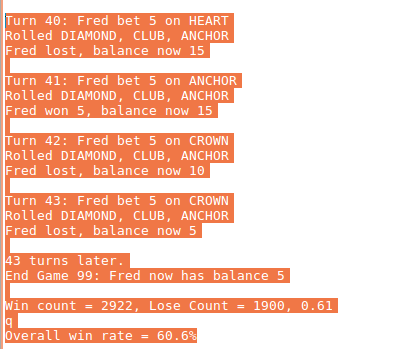 Turn 40: Fred bet 5 on HEART
Rolled DIAMOND, CLUB, ANCHOR
Fred lost, balance now 15
Turn 41: Fred bet 5 on ANCHOR
Rolled DIAMOND, CLUB, ANCHOR
Fred won 5, balance now 15
Turn 42: Fred bet 5 on CROWN
Rolled DIAMOND, CLUB, ANCHOR
Fred lost, balance now 10
Turn 43: Fred bet 5 on CROWN
Rolled DIAMOND, CLUB, ANCHOR
Fred lost, balance now 5
43 turns later.
End Game 99: Fred now has balance 5
Win count = 2922, Lose Count = 1900, 0.61
q
Overall win rate = 60.6%